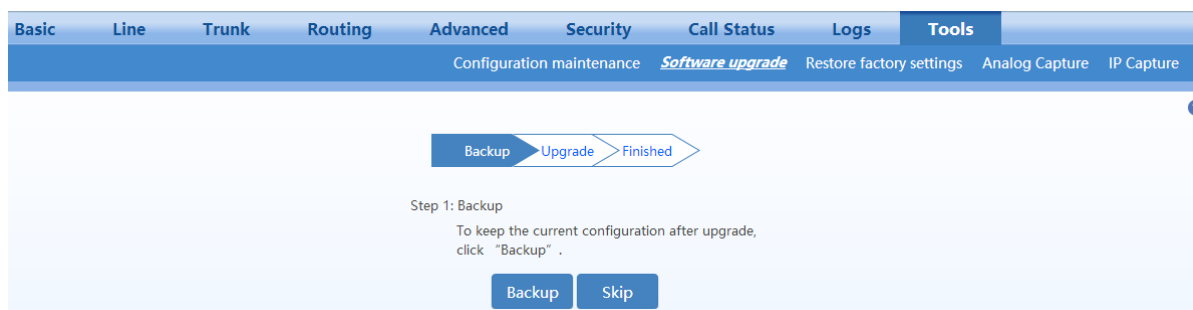 Basic Line Trunk Routing Advanced Security Call Status Logs Tools
Configuration maintenance Software upgrade Restore factory settings Analog Capture IP Capture
Backup Upgrade Finished
Step 1: Backup
To keep the current configuration after upgrade,
click “Backup” .
Backup Skip